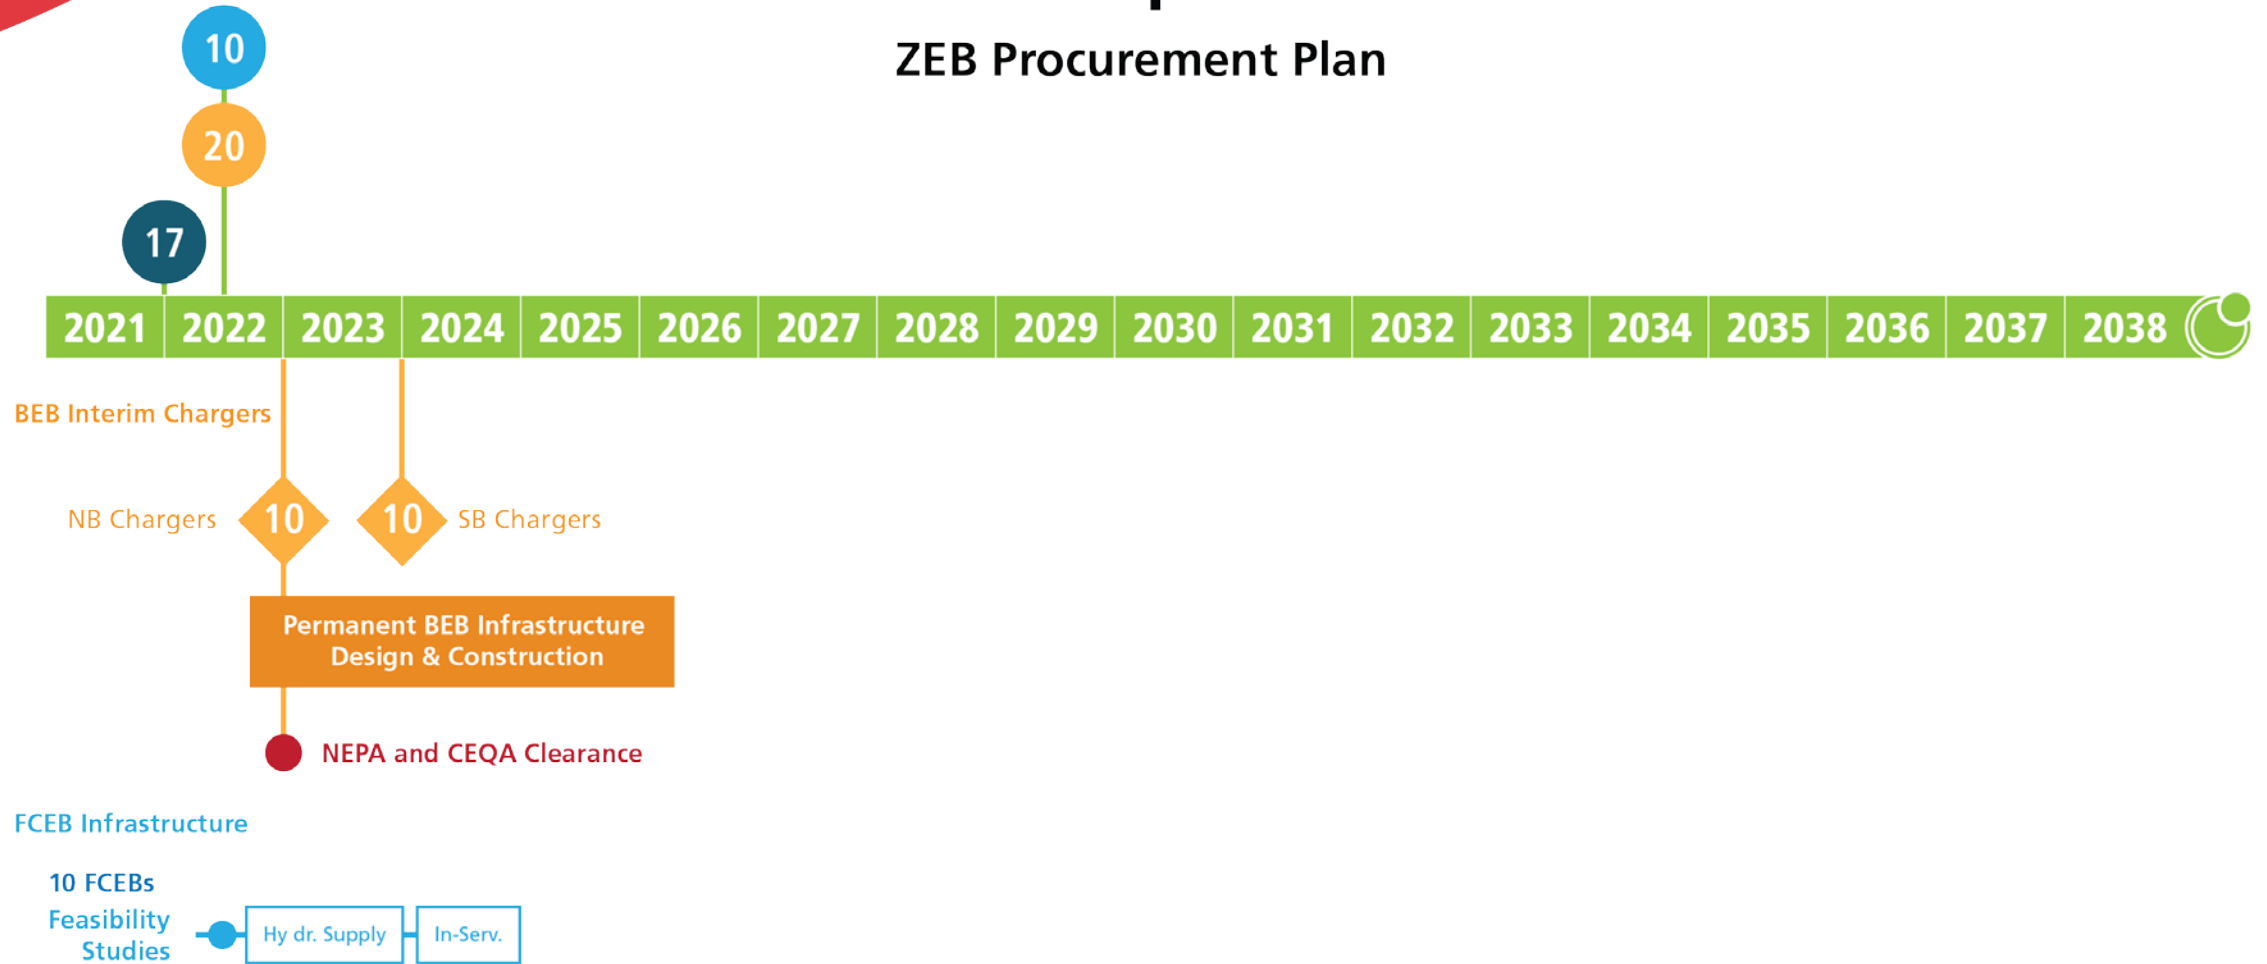 ZEB Procurement Plan
10
20
17
2021 2022 2023 2024 2025 2026 2027 2028 2029 2030 2031 2032 2033 2034 2035 2036 2037 2038
BEB Interim Chargers
NB Chargers 10 10 SB Chargers
Permanent BEB Infrastructure
Design & Construction
NEPA and CEQA Clearance
FCEB Infrastructure
10 FCEBs
Feasibility
Studies
Hy dr. Supply
In-Serv.